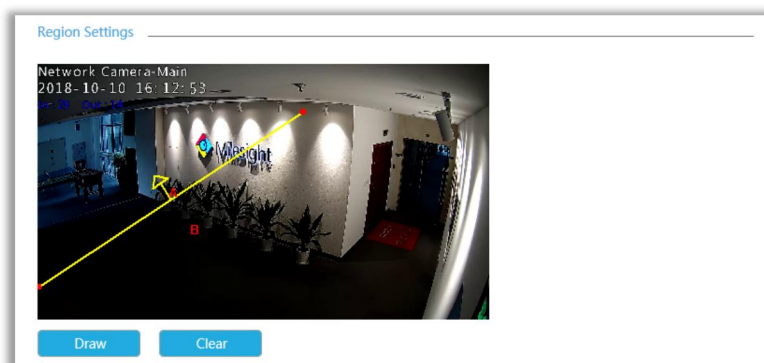 Region Settings
Network Camera-Main
2018-10-10 16:12:53
Milesight
A
B
Draw
Clear